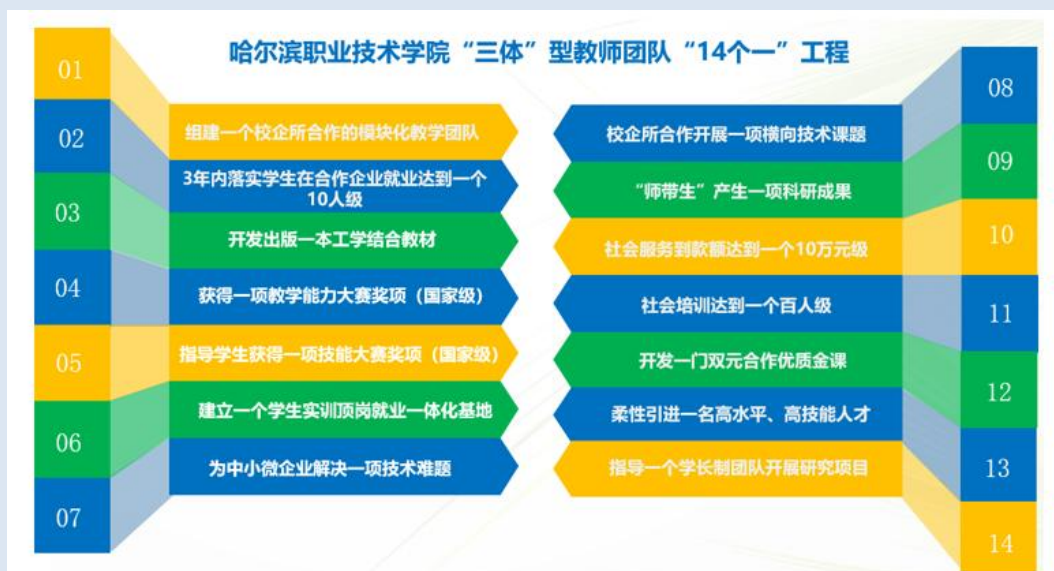 哈尔滨职业技术学院“三体”型教师团队“14个一”工程
01
组建一个校企所合作的模块化教学团队
02
3年内落实学生在合作企业就业达到一个
10人级
03
开发出版一本工学结合教材
04
获得一项教学能力大赛奖项（国家级）
05
指导学生获得一项技能大赛奖项（国家级）
06
建立一个学生实训顶岗就业一体化基地
07
为中小微企业解决一项技术难题
08
校企所合作开展一项横向技术课题
09
“师带生”产生一项科研成果
10
社会服务到款额达到一个10万元级
11
社会培训达到一个百人级
12
开发一门双元合作优质金课
13
柔性引进一名高水平、高技能人才
14
指导一个学长制团队开展研究项目